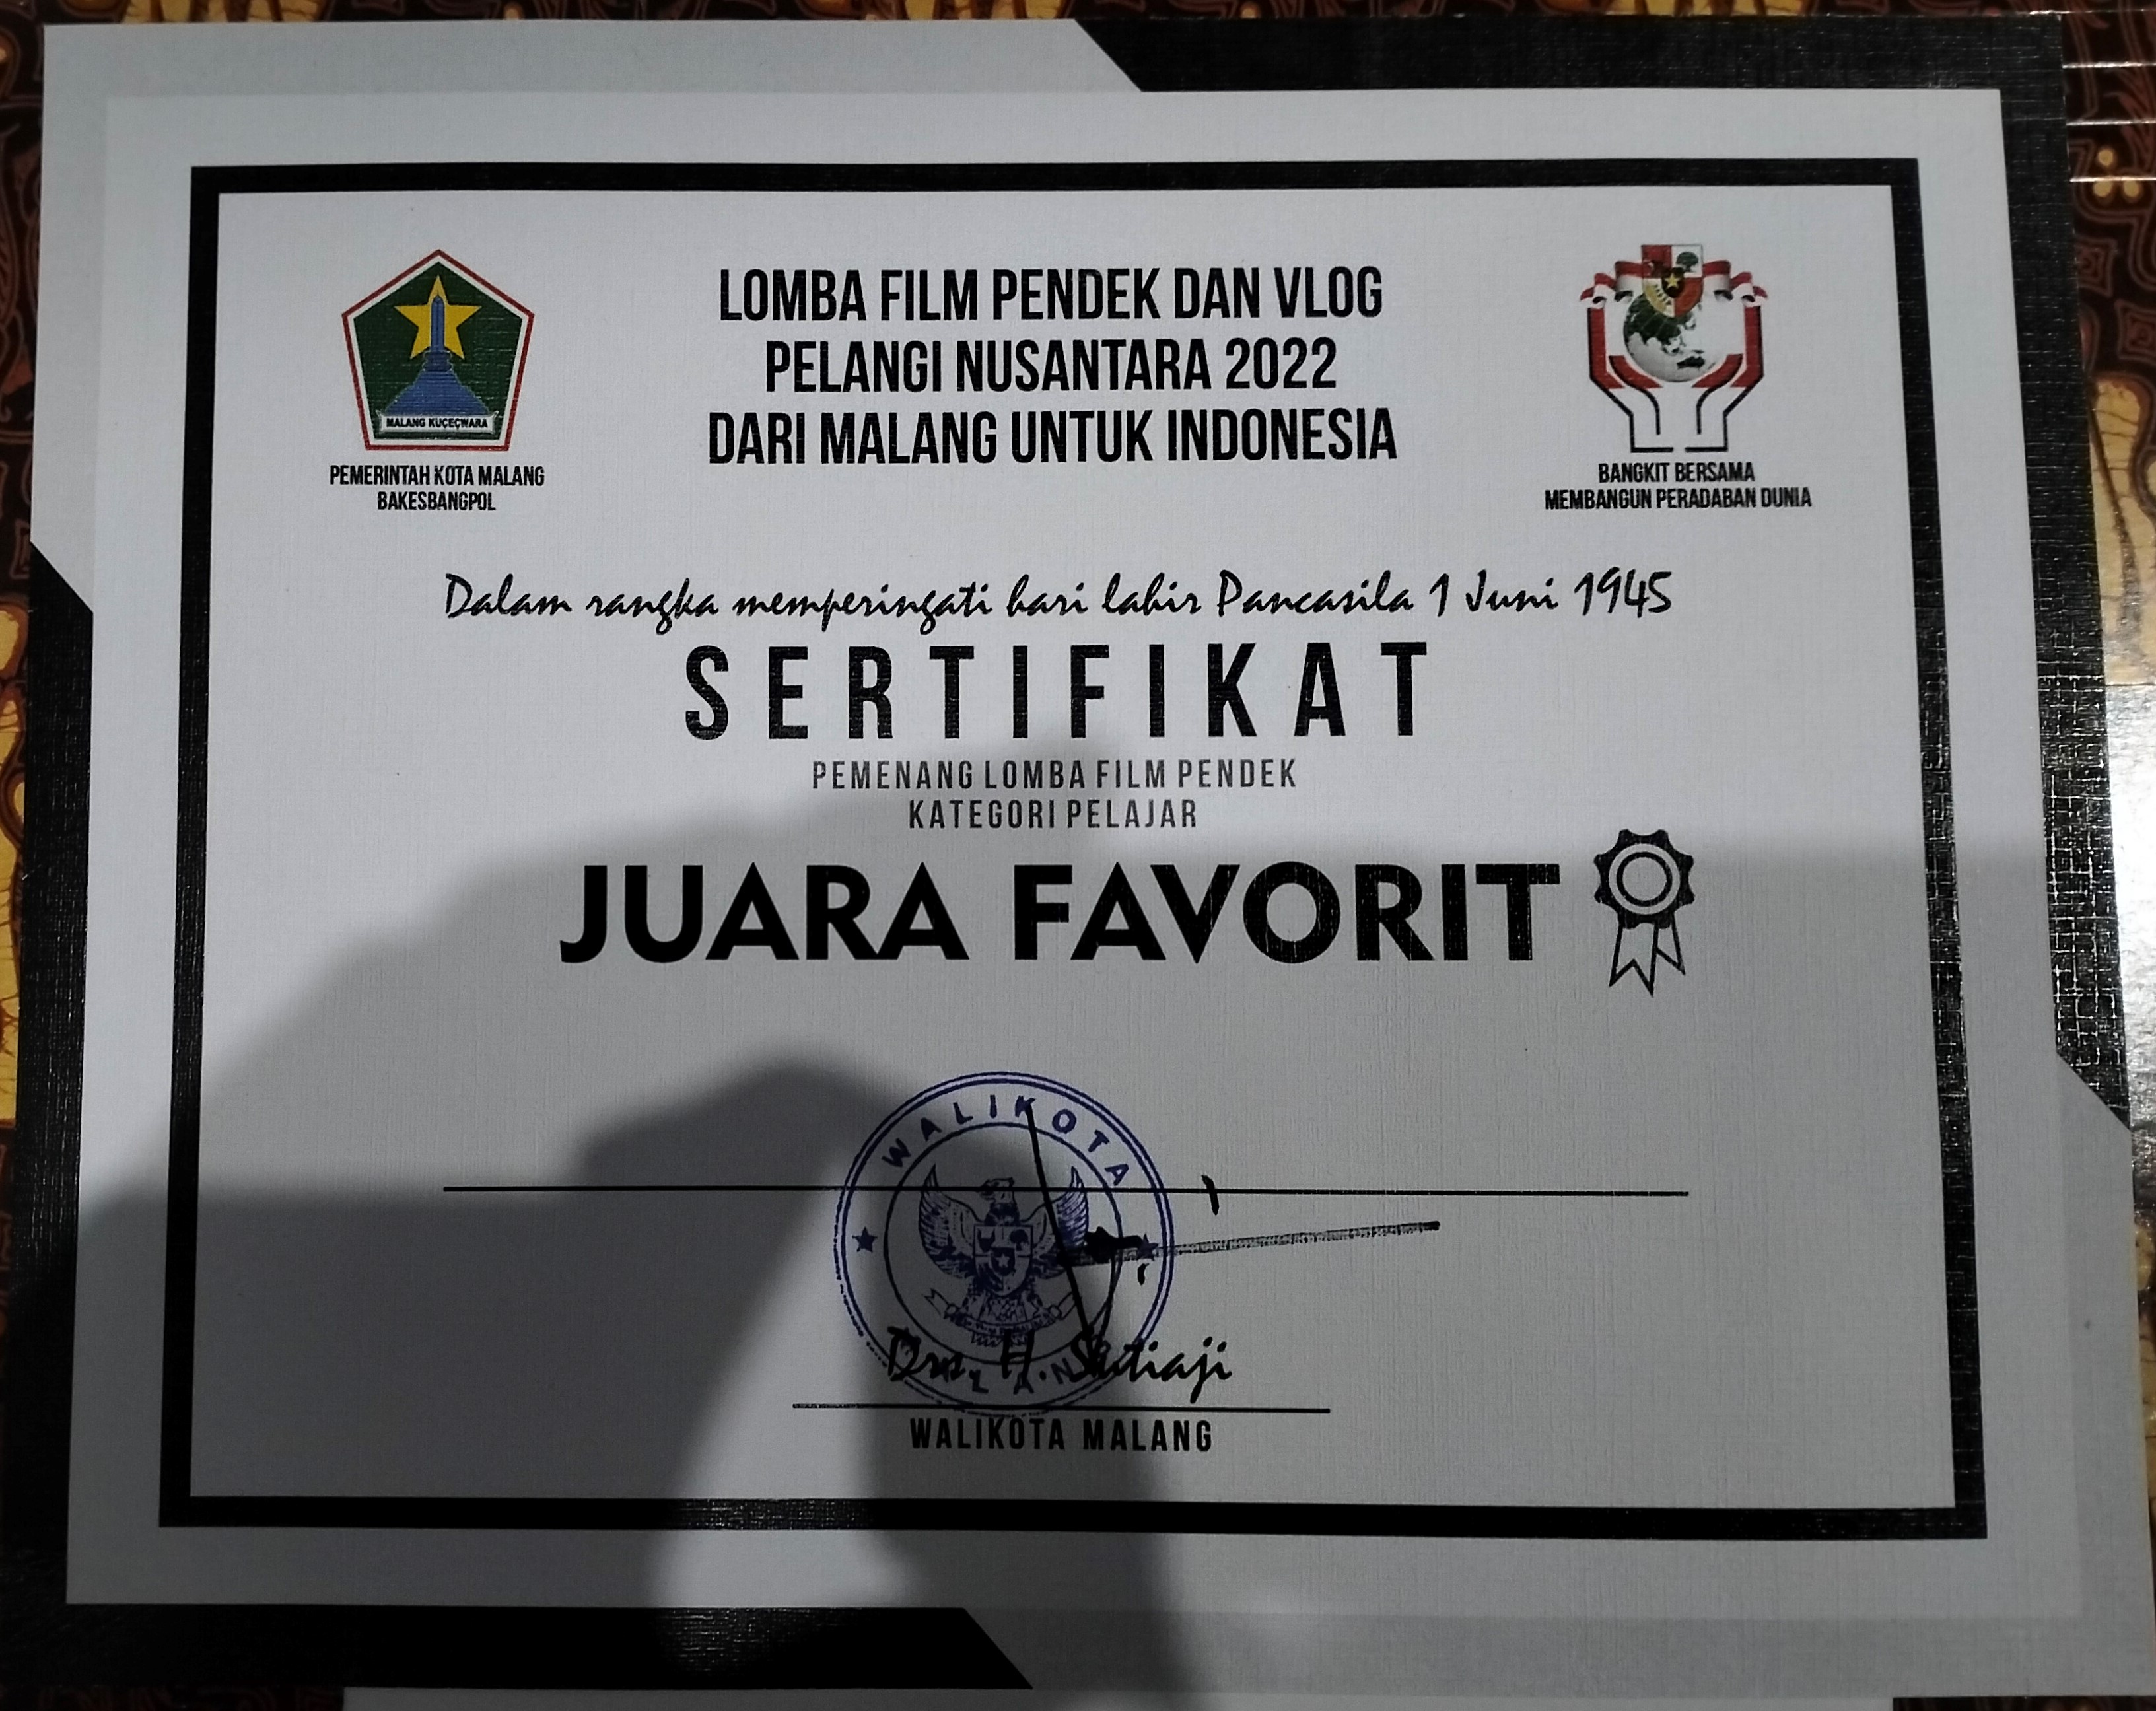 LOMBA FILM PENDEK DAN VLOG
PELANGI NUSANTARA 2022
DARI MALANG UNTUK INDONESIA
MALANG KUCEÇWARA
PEMERINTAH KOTA MALANG
BAKESBANGPOL
BANGKIT BERSAMA
MEMBANGUN PERADABAN DUNIA
Dalam rangka memperingati hari lahir Pancasila 1 Juni 1945
SERTIFIKAT
PEMENANG LOMBA FILM PENDEK
KATEGORI PELAJAR
JUARA FAVORIT
WALIKOTA
Drs. H. Sutiaji
WALIKOTA MALANG